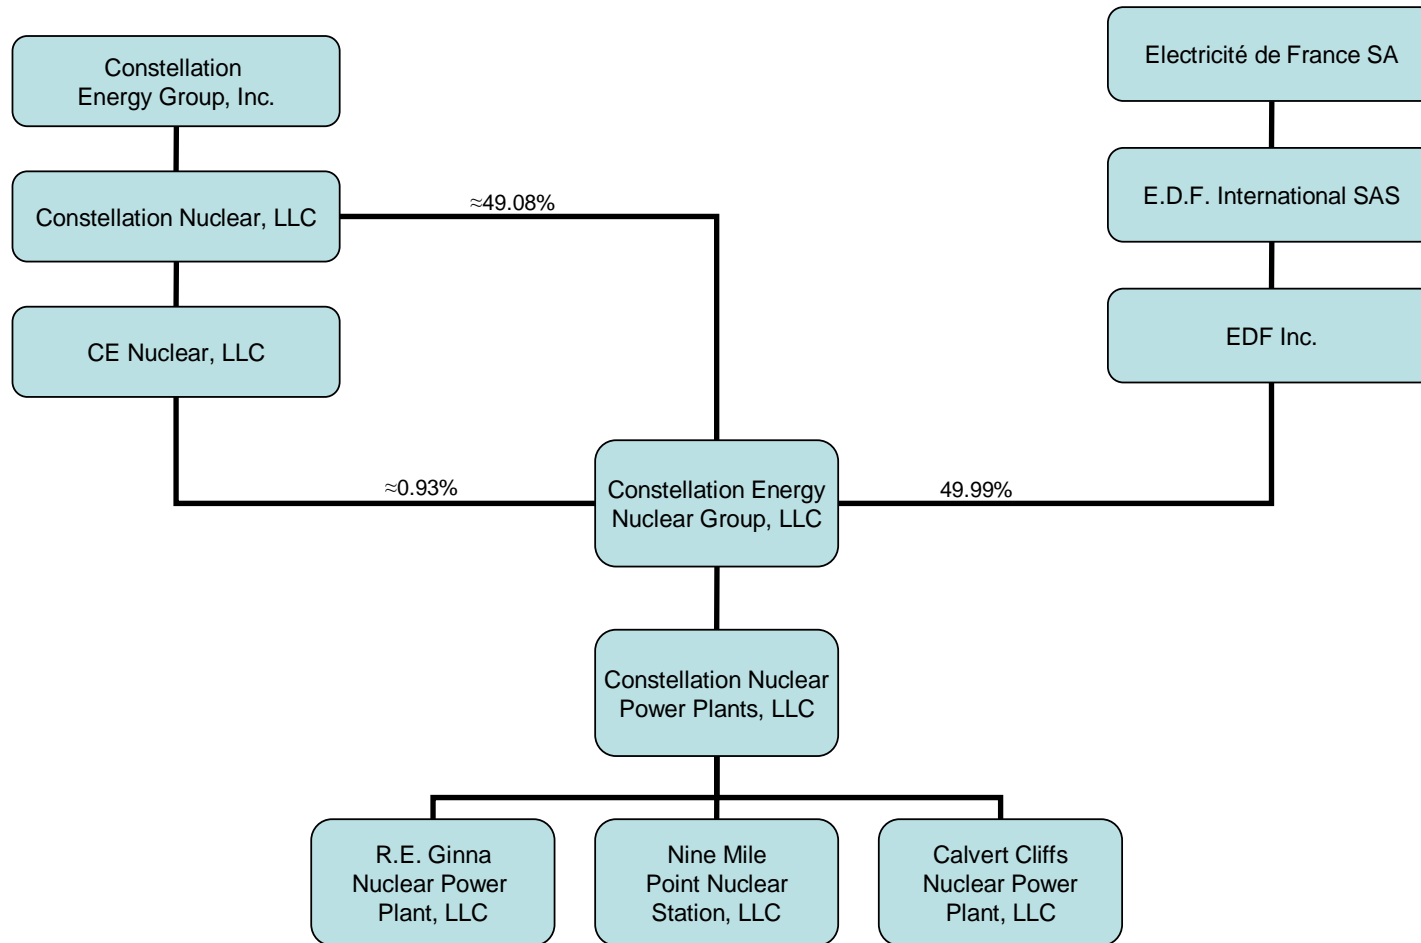 Constellation
Energy Group, Inc.
Electricité de France SA
Constellation Nuclear, LLC
≈49.08%
E.D.F. International SAS
CE Nuclear, LLC
EDF Inc.
≈0.93%
Constellation Energy
Nuclear Group, LLC
49.99%
Constellation Nuclear
Power Plants, LLC
R.E. Ginna
Nuclear Power
Plant, LLC
Nine Mile
Point Nuclear
Station, LLC
Calvert Cliffs
Nuclear Power
Plant, LLC